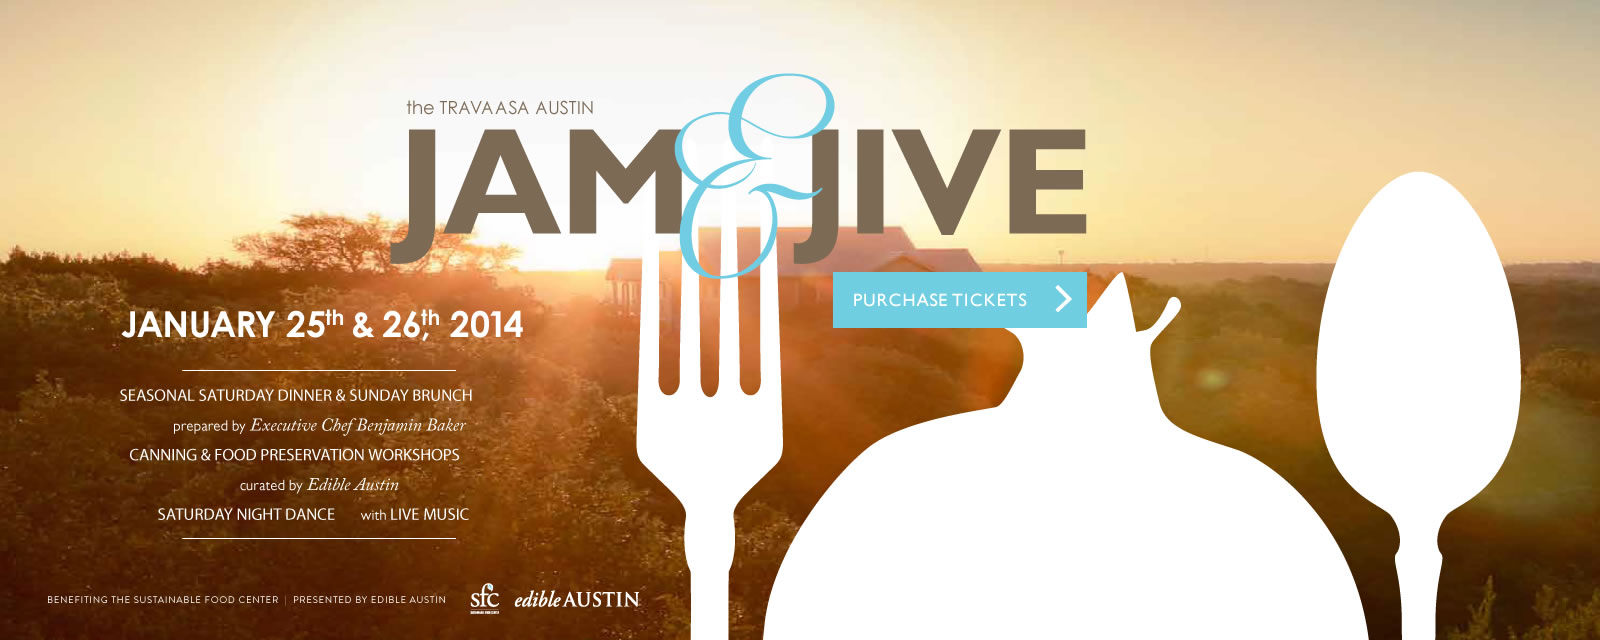 the TRAVAASA AUSTIN
JAM & JIVE
PURCHASE TICKETS
JANUARY 25th & 26th, 2014
SEASONAL SATURDAY DINNER & SUNDAY BRUNCH
prepared by Executive Chef Benjamin Baker
CANNING & FOOD PRESERVATION WORKSHOPS
curated by Edible Austin
SATURDAY NIGHT DANCE with LIVE MUSIC
BENEFITING THE SUSTAINABLE FOOD CENTER | PRESENTED BY EDIBLE AUSTIN
sfc
edible AUSTIN